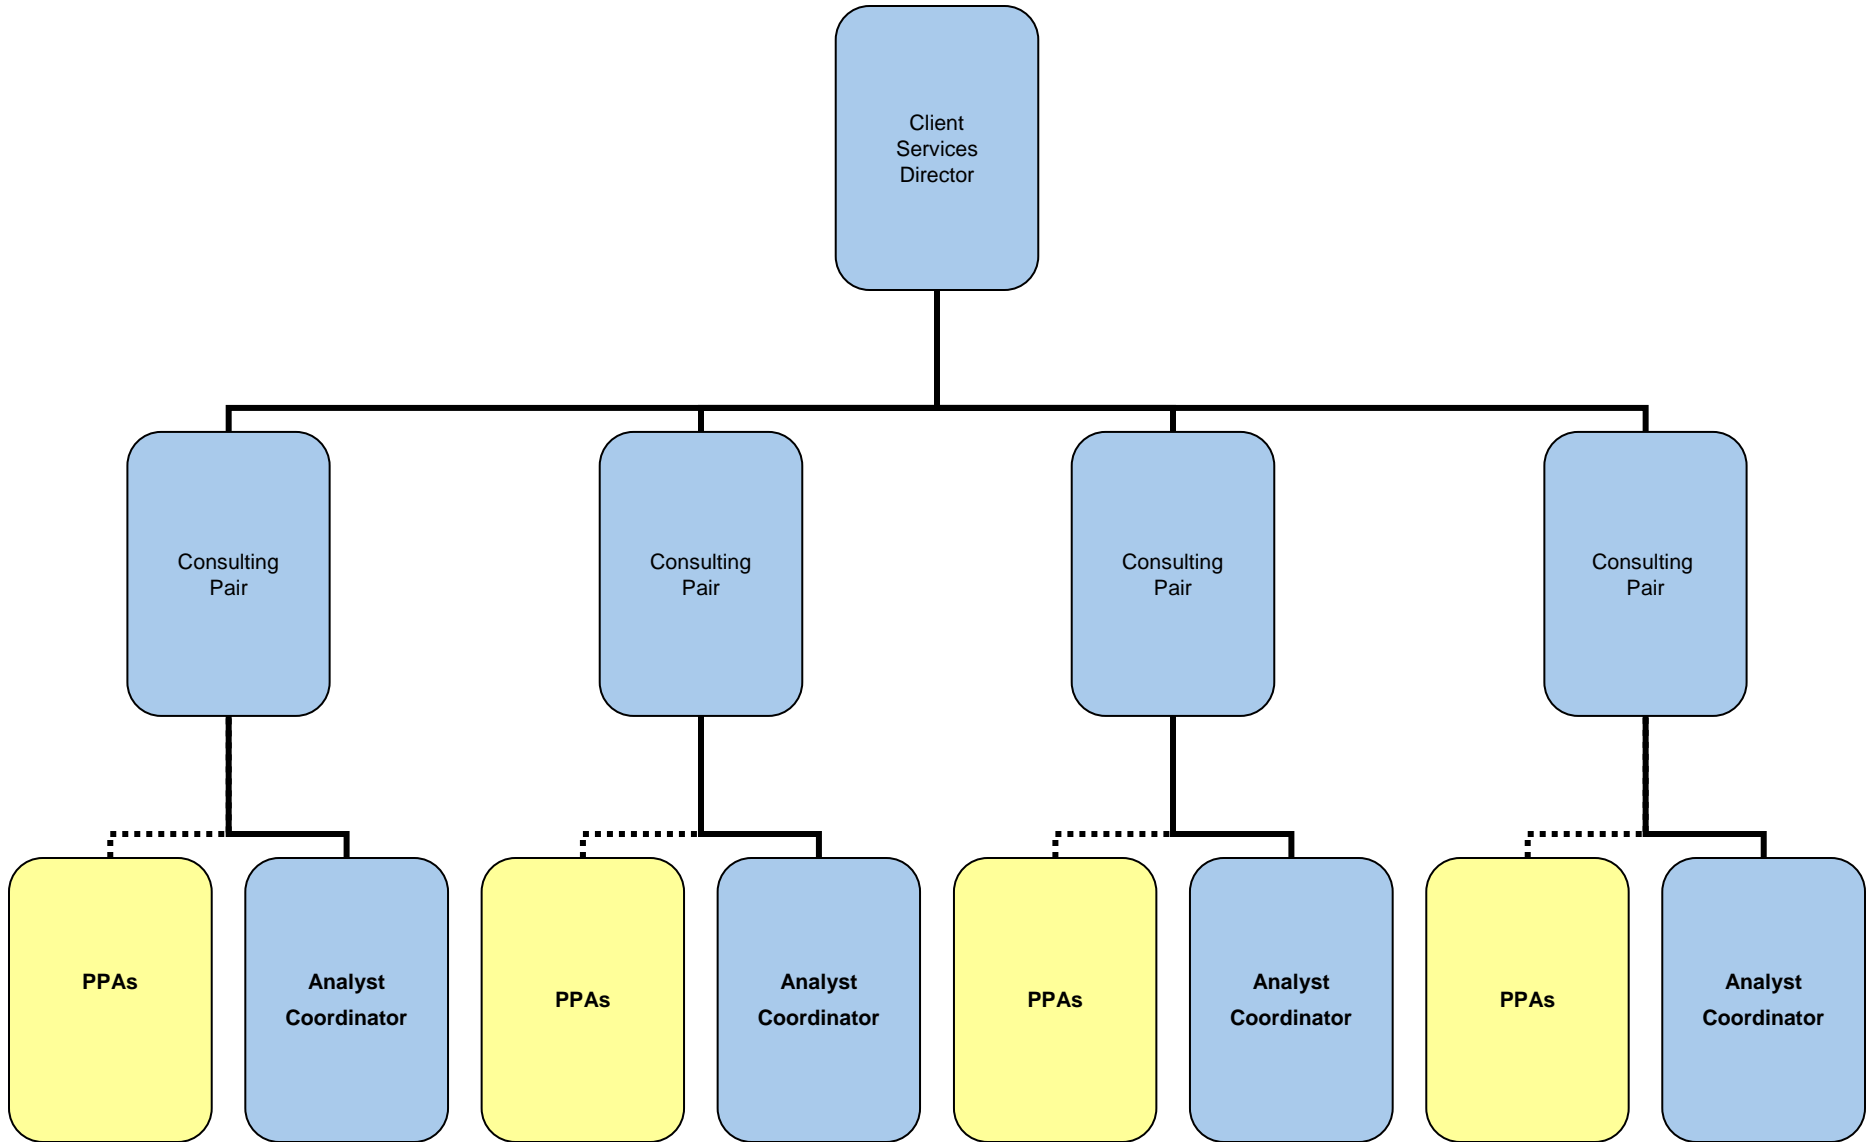 Client
Services
Director
Consulting
Pair
Consulting
Pair
Consulting
Pair
Consulting
Pair
PPAs
Analyst
Coordinator
PPAs
Analyst
Coordinator
PPAs
Analyst
Coordinator
PPAs
Analyst
Coordinator